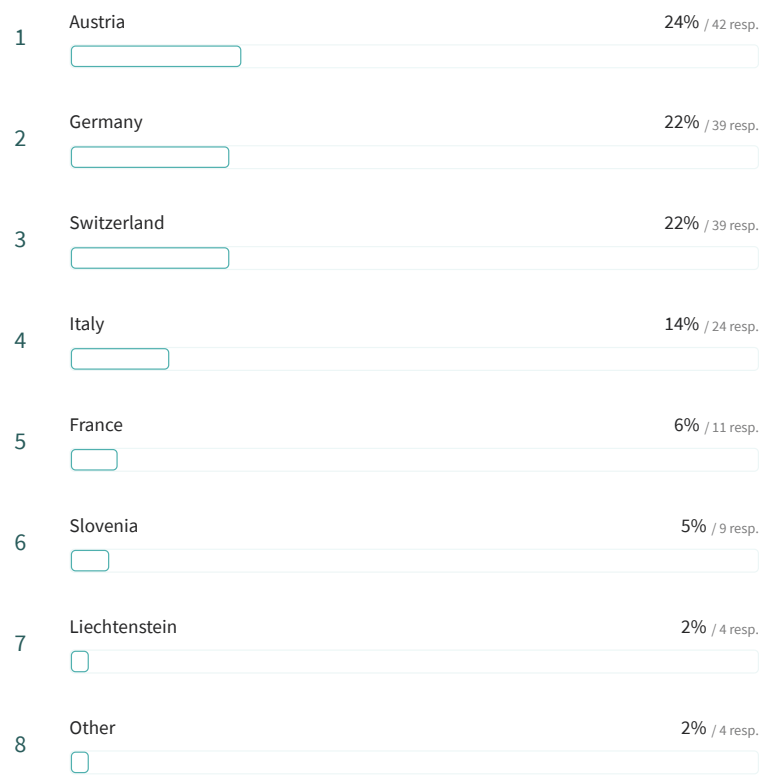 1 Austria 24% / 42 resp.
2 Germany 22% / 39 resp.
3 Switzerland 22% / 39 resp.
4 Italy 14% / 24 resp.
5 France 6% / 11 resp.
6 Slovenia 5% / 9 resp.
7 Liechtenstein 2% / 4 resp.
8 Other 2% / 4 resp.